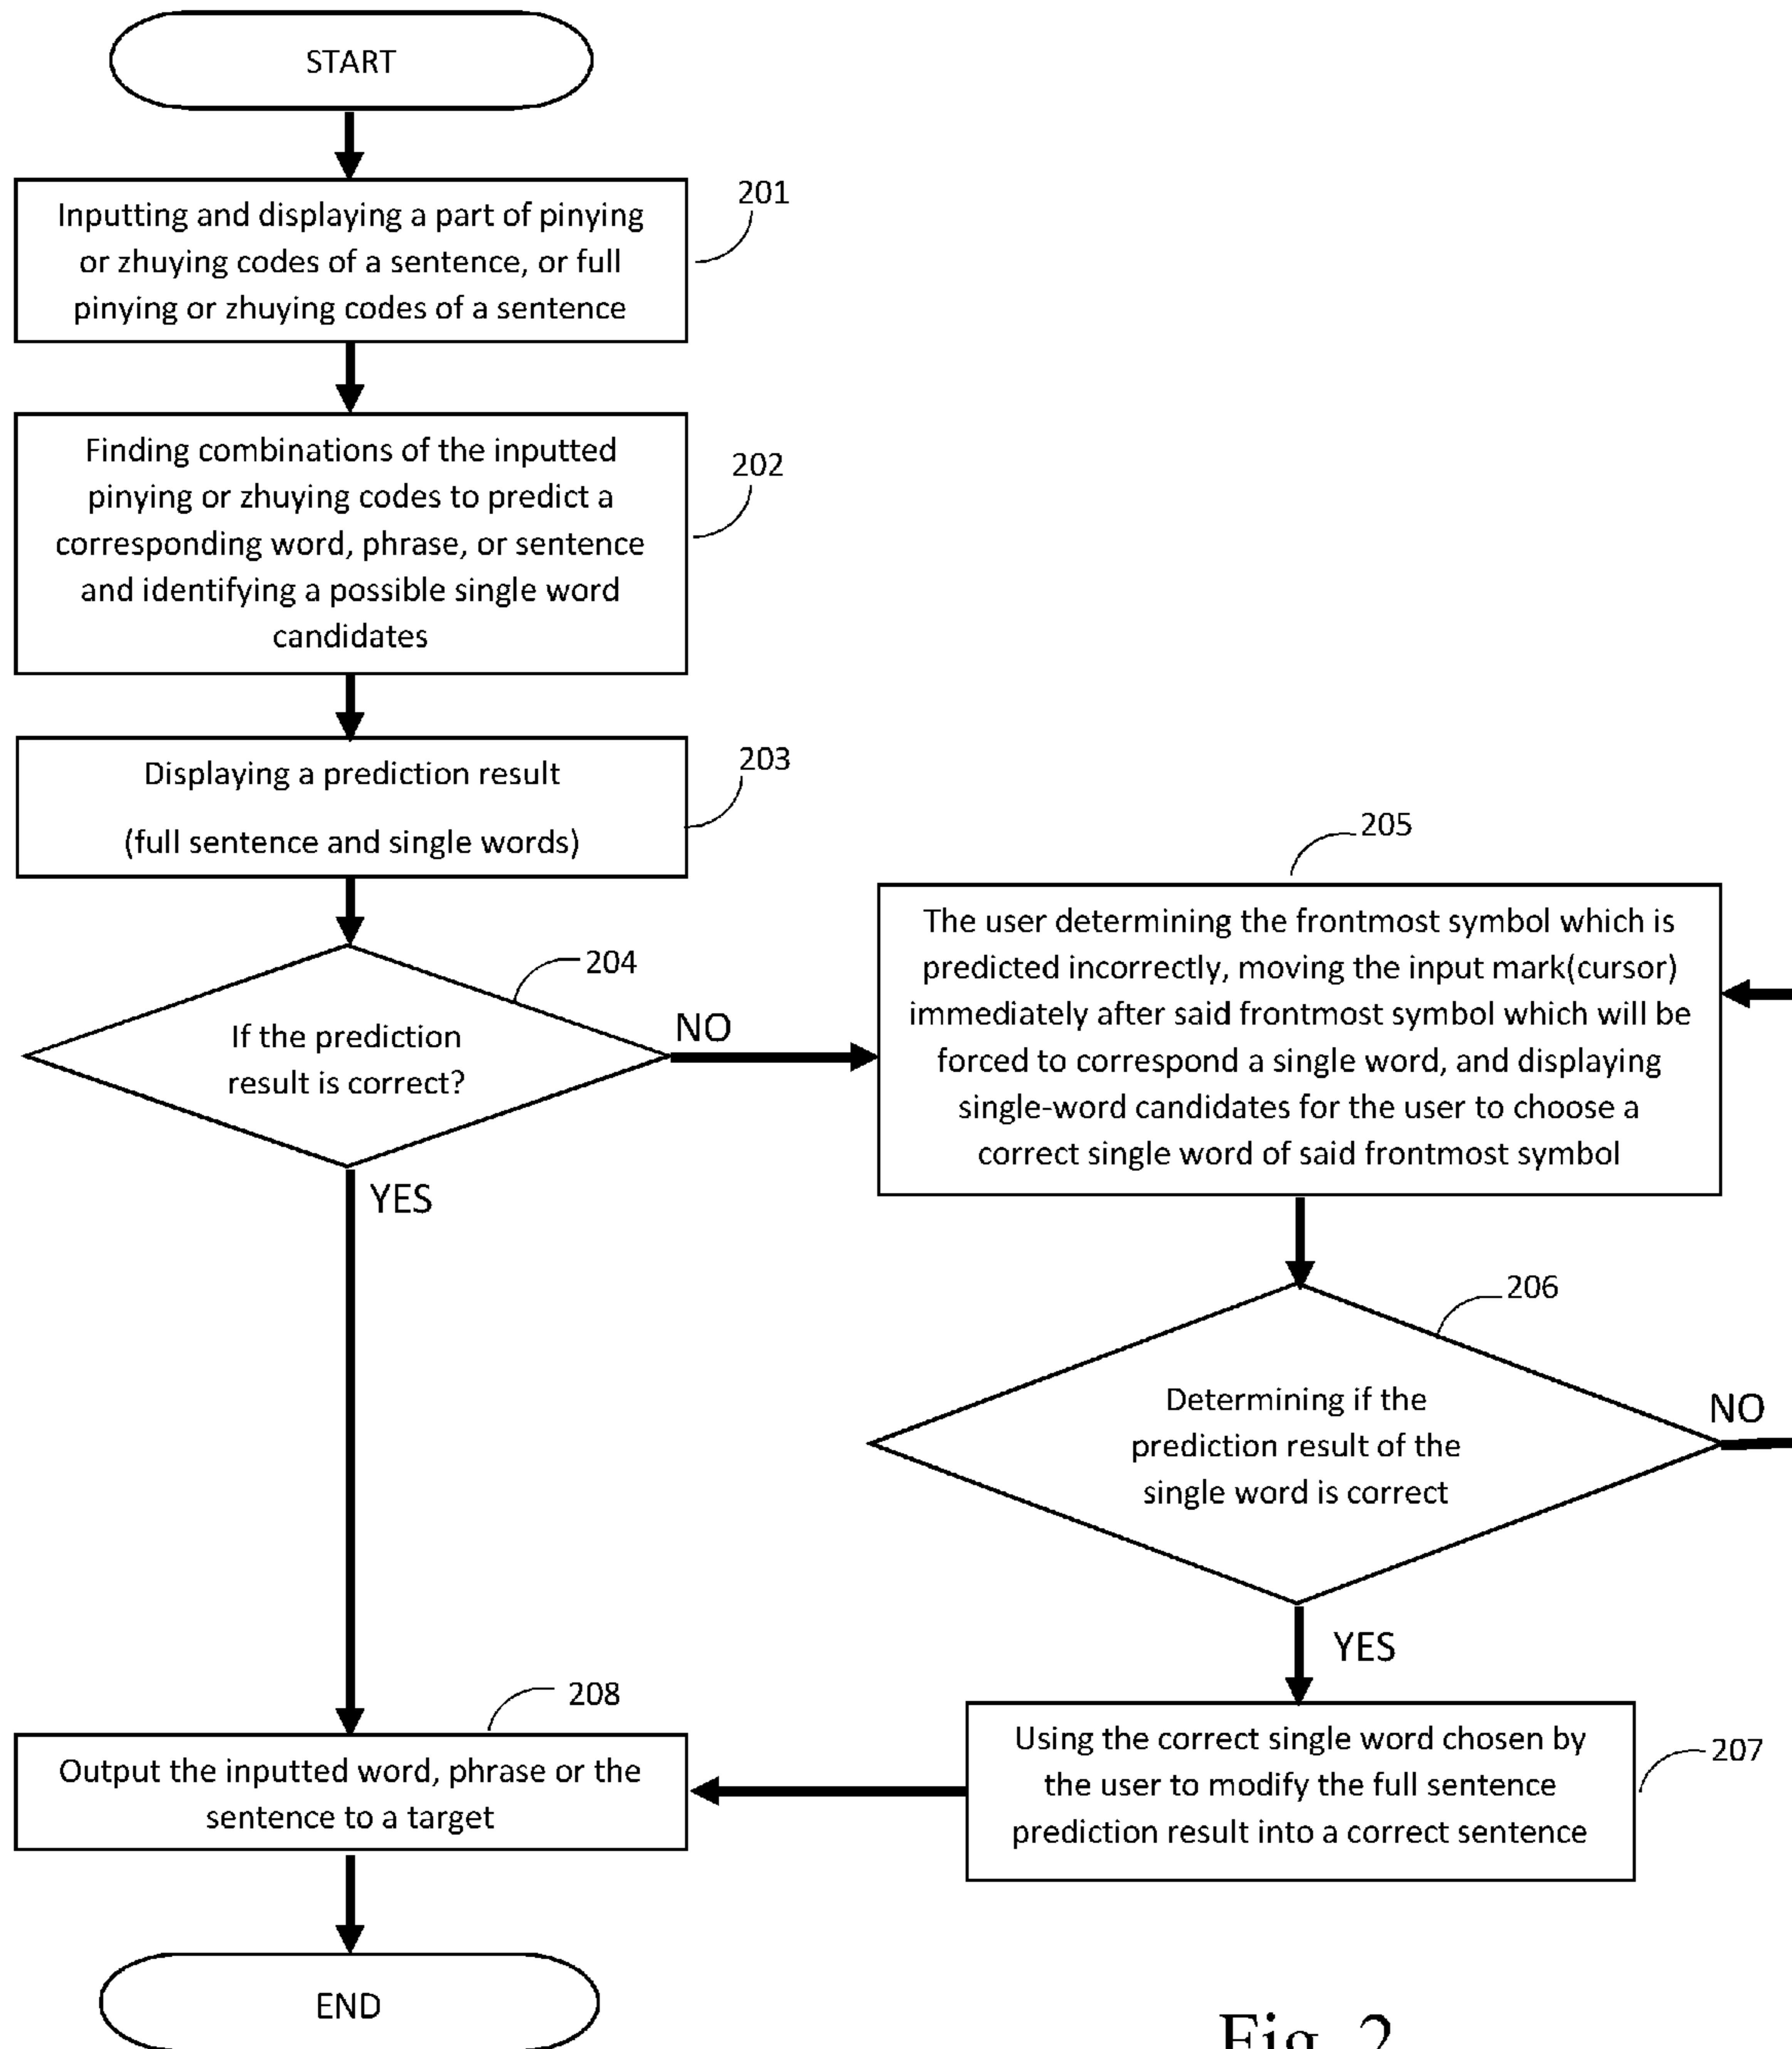 START
201
Inputting and displaying a part of pinying
or zhuying codes of a sentence, or full
pinying or zhuying codes of a sentence
202
Finding combinations of the inputted
pinying or zhuying codes to predict a
corresponding word, phrase, or sentence
and identifying a possible single word
candidates
203
Displaying a prediction result
(full sentence and single words)
204
If the prediction
result is correct?
NO
YES
205
The user determining the frontmost symbol which is
predicted incorrectly, moving the input mark(cursor)
immediately after said frontmost symbol which will be
forced to correspond a single word, and displaying
single-word candidates for the user to choose a
correct single word of said frontmost symbol
206
Determining if the
prediction result of the
single word is correct
NO
YES
207
Using the correct single word chosen by
the user to modify the full sentence
prediction result into a correct sentence
208
Output the inputted word, phrase or the
sentence to a target
END
Fig. 2